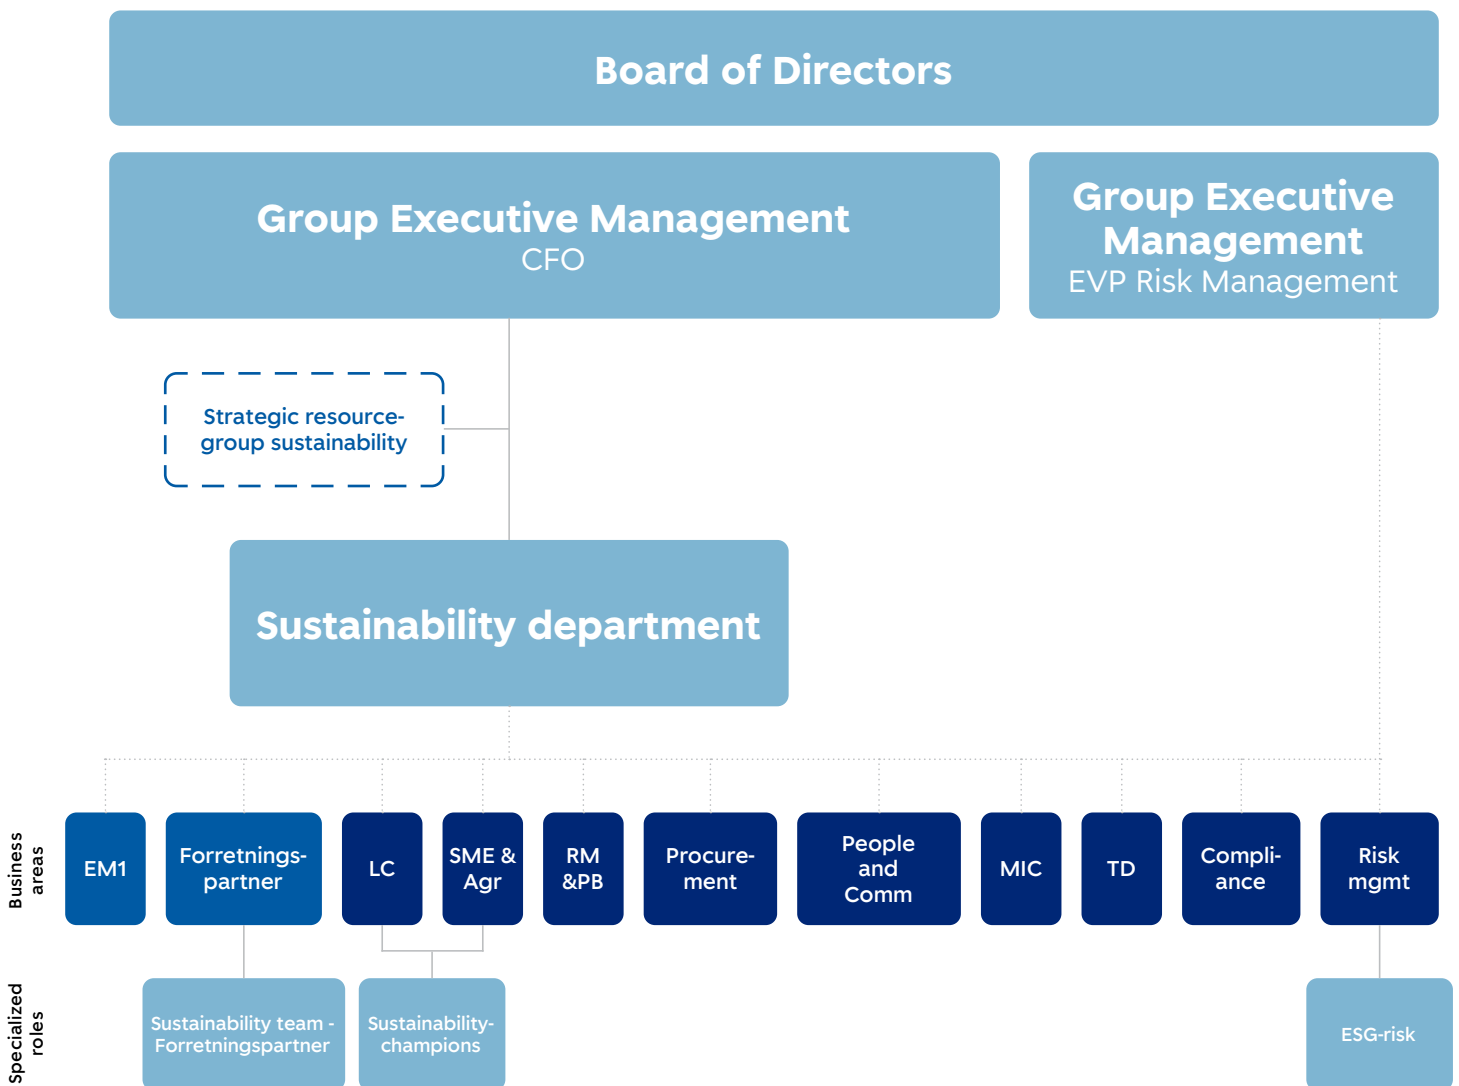 Board of Directors
Group Executive Management
CFO
Group Executive
Management
EVP Risk Management
Strategic resource-
group sustainability
Sustainability department
Business
areas
EM1
Forretnings-
partner
LC
SME &
Agr
RM
&PB
Procure-
ment
People
and
Comm
MIC
TD
Compli-
ance
Risk
mgmt
Specialized
roles
Sustainability team -
Forretningspartner
Sustainability-
champions
ESG-risk